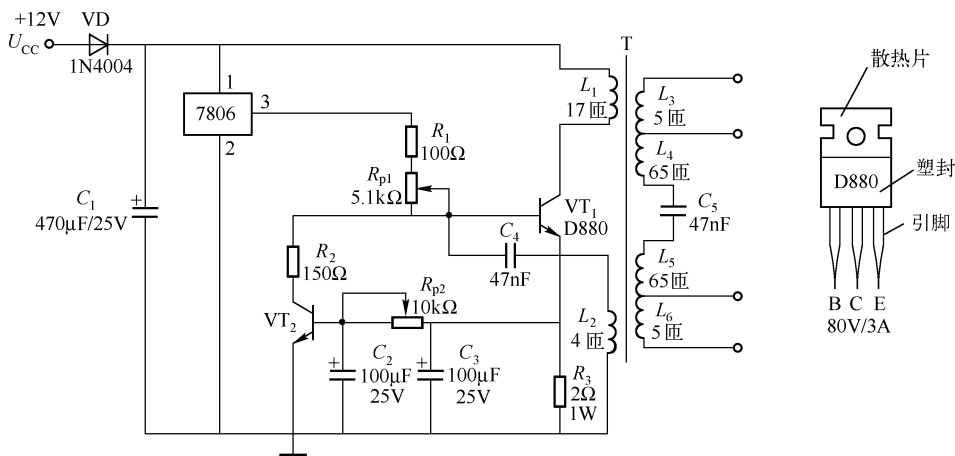 +12V
U_CC
VD
1N4004
1
7806
3
2
C₁
+
470μF/25V
R₁
100Ω
R_p1
5.1kΩ
R₂
150Ω
VT₂
R_p2
10kΩ
C₄
47nF
VT₁
D880
+
C₂
100μF
25V
+
C₃
100μF
25V
R₃
2Ω
1W
T
L₁
17匝
L₂
4匝
L₃
5匝
L₄
65匝
C₅
47nF
L₅
65匝
L₆
5匝
散热片
D880
塑封
引脚
B C E
80V/3A